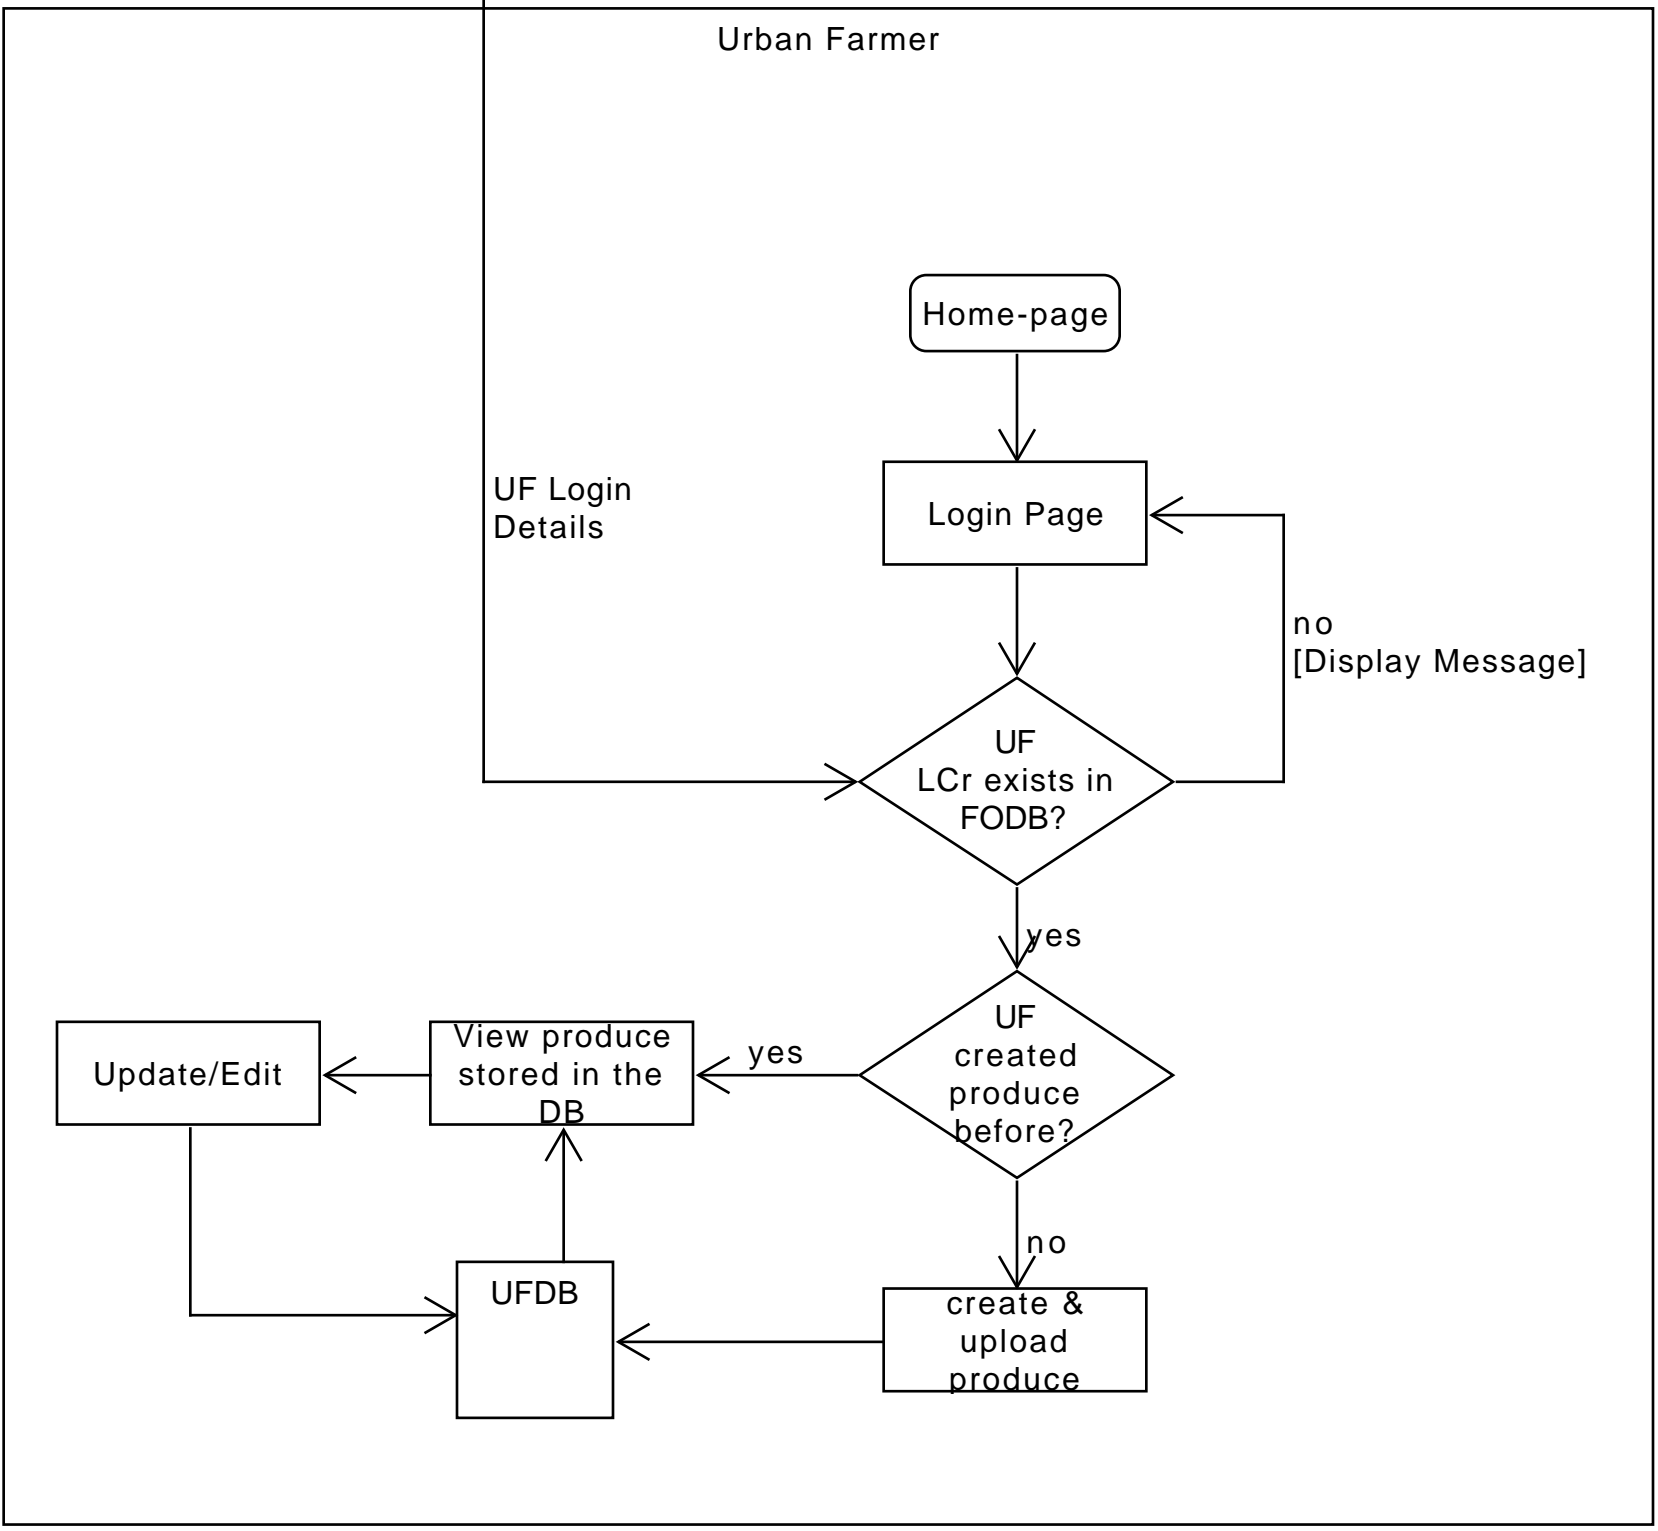 Urban Farmer
Home-page
UF Login
Details
Login Page
no
[Display Message]
UF
LCr exists in
FODB?
yes
UF
created
produce
before?
yes
View produce
stored in the
DB
Update/Edit
no
UFDB
create &
upload
produce